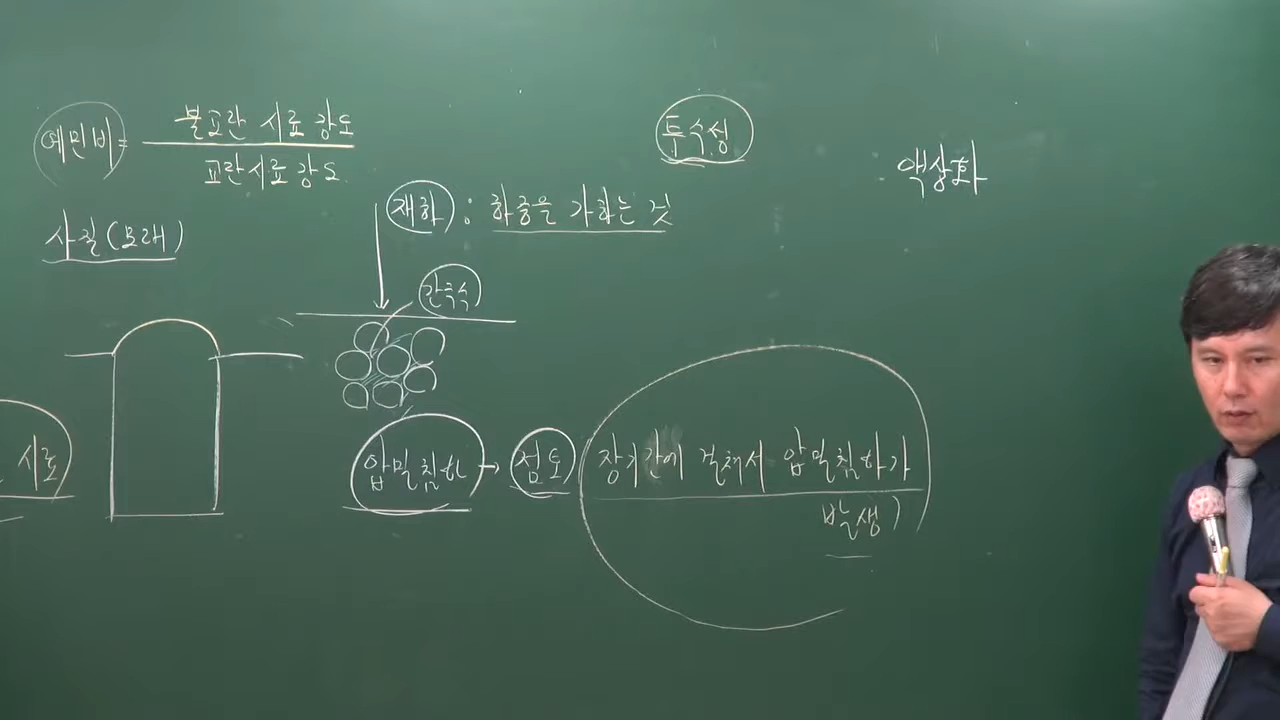 예민비 = 불교란 시료 강도
교란시료 강도
투수성
액상화
재하 : 하중을 가하는 것
사질(모래)
간극수
시료
압밀침하 → 점토 (장기간에 걸쳐서 압밀침하가
발생)